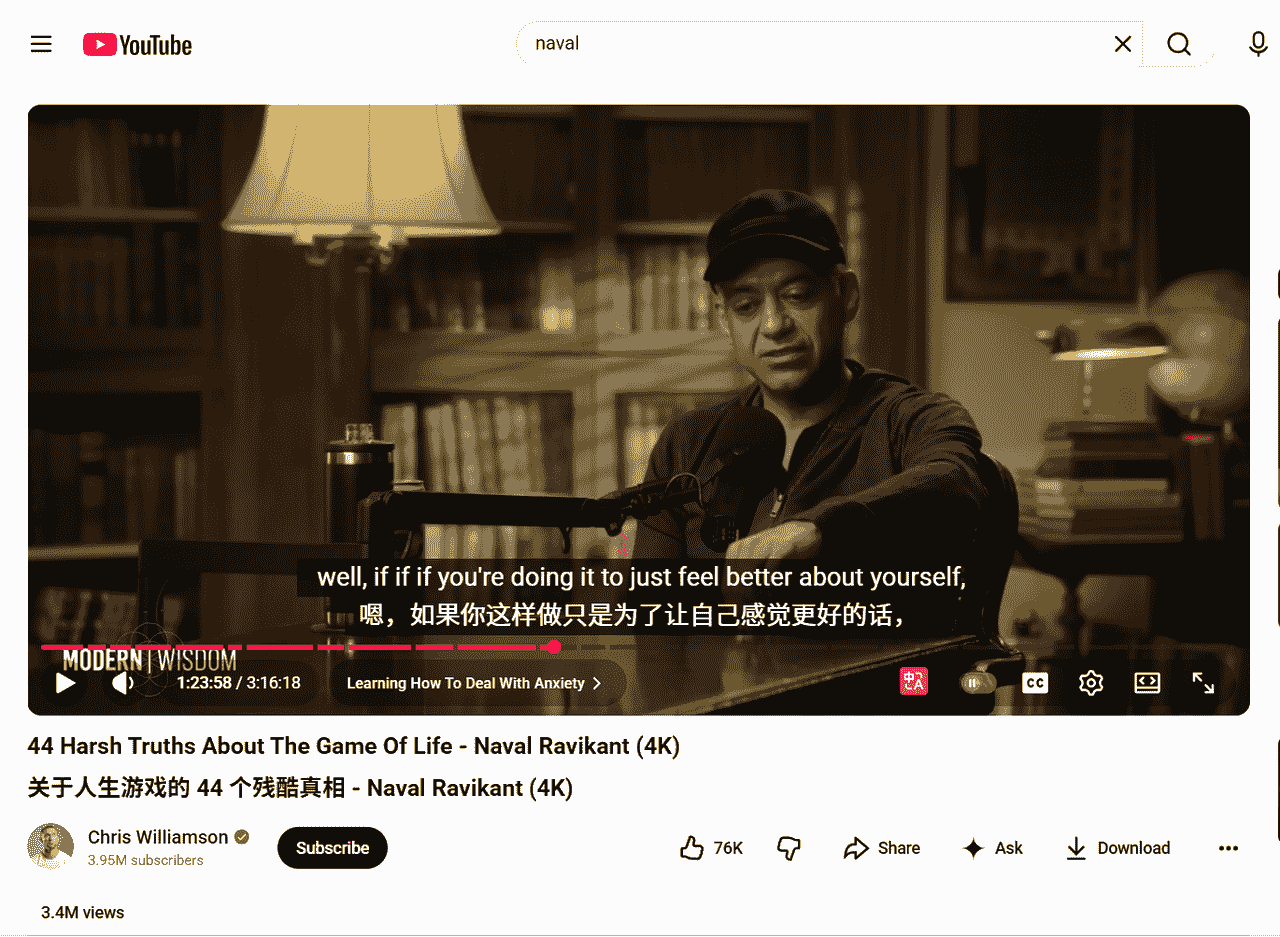 YouTube
naval
well, if if if you're doing it to just feel better about yourself,
嗯，如果你这样做只是为了让自己感觉更好的话，
MODERN WISDOM
1:23:58 / 3:16:18
Learning How To Deal With Anxiety
中A
CC
44 Harsh Truths About The Game Of Life - Naval Ravikant (4K)
关于人生游戏的 44 个残酷真相 - Naval Ravikant (4K)
Chris Williamson
3.95M subscribers
Subscribe
76K
Share
Ask
Download
3.4M views